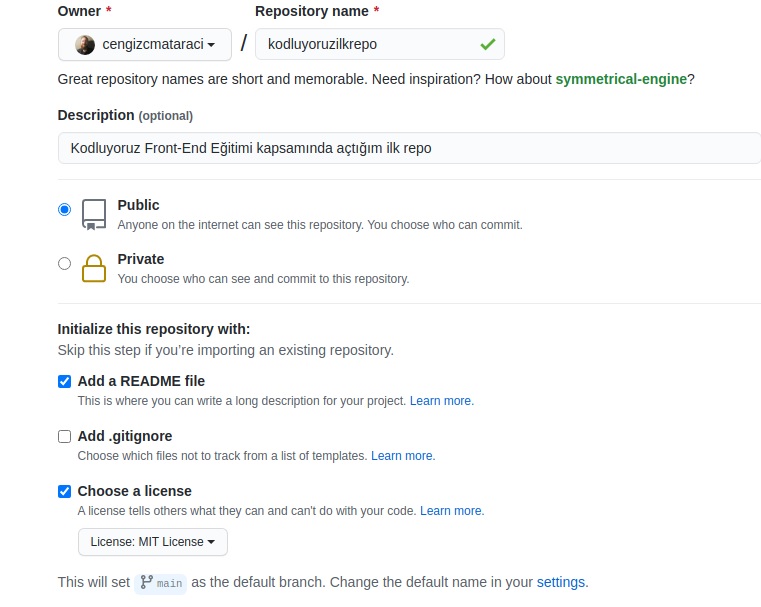 Owner * Repository name *
cengizcmataraci / kodluyoruzilkrepo
Great repository names are short and memorable. Need inspiration? How about symmetrical-engine?
Description (optional)
Kodluyoruz Front-End Eğitimi kapsamında açtığım ilk repo
Public
Anyone on the internet can see this repository. You choose who can commit.
Private
You choose who can see and commit to this repository.
Initialize this repository with:
Skip this step if you’re importing an existing repository.
Add a README file
This is where you can write a long description for your project. Learn more.
Add .gitignore
Choose which files not to track from a list of templates. Learn more.
Choose a license
A license tells others what they can and can't do with your code. Learn more.
License: MIT License
This will set main as the default branch. Change the default name in your settings.